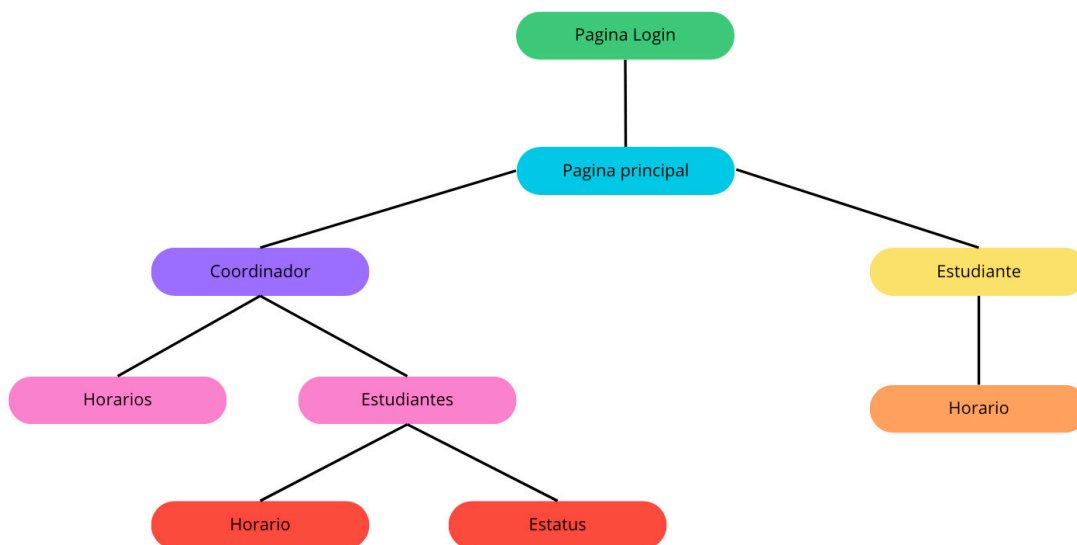 Pagina Login
Pagina principal
Coordinador
Estudiante
Horarios
Estudiantes
Horario
Horario
Estatus